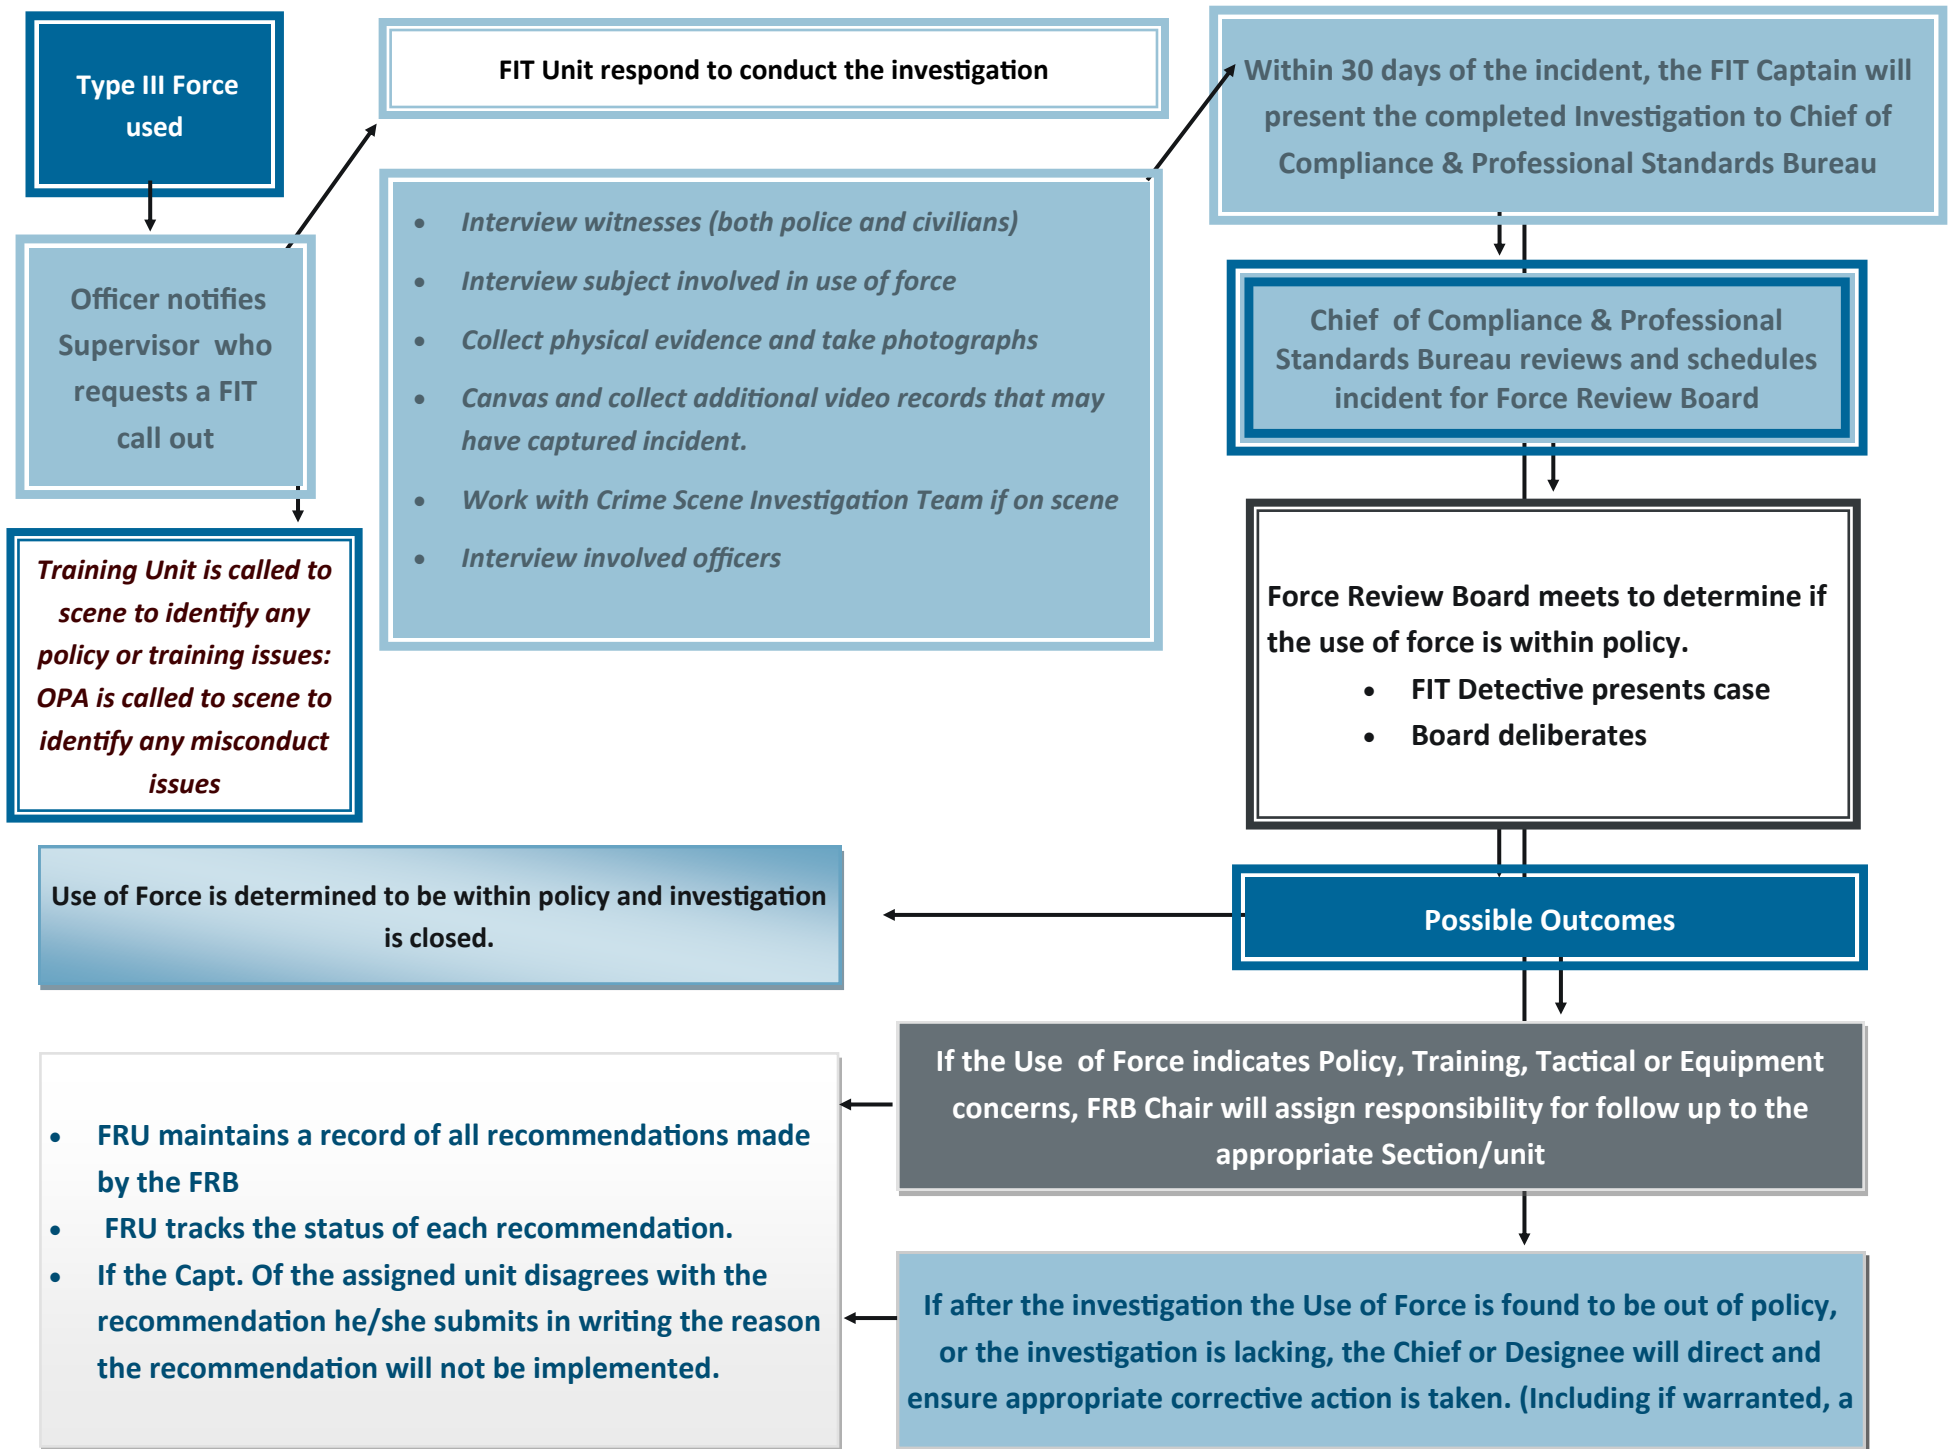 Type III Force
used
Officer notifies
Supervisor who
requests a FIT
call out
Training Unit is called to
scene to identify any
policy or training issues:
OPA is called to scene to
identify any misconduct
issues
FIT Unit respond to conduct the investigation
• Interview witnesses (both police and civilians)
• Interview subject involved in use of force
• Collect physical evidence and take photographs
• Canvas and collect additional video records that may
have captured incident.
• Work with Crime Scene Investigation Team if on scene
• Interview involved officers
Within 30 days of the incident, the FIT Captain will
present the completed Investigation to Chief of
Compliance & Professional Standards Bureau
Chief of Compliance & Professional
Standards Bureau reviews and schedules
incident for Force Review Board
Force Review Board meets to determine if
the use of force is within policy.
• FIT Detective presents case
• Board deliberates
Possible Outcomes
Use of Force is determined to be within policy and investigation
is closed.
If the Use of Force indicates Policy, Training, Tactical or Equipment
concerns, FRB Chair will assign responsibility for follow up to the
appropriate Section/unit
• FRU maintains a record of all recommendations made
by the FRB
• FRU tracks the status of each recommendation.
• If the Capt. Of the assigned unit disagrees with the
recommendation he/she submits in writing the reason
the recommendation will not be implemented.
If after the investigation the Use of Force is found to be out of policy,
or the investigation is lacking, the Chief or Designee will direct and
ensure appropriate corrective action is taken. (Including if warranted, a